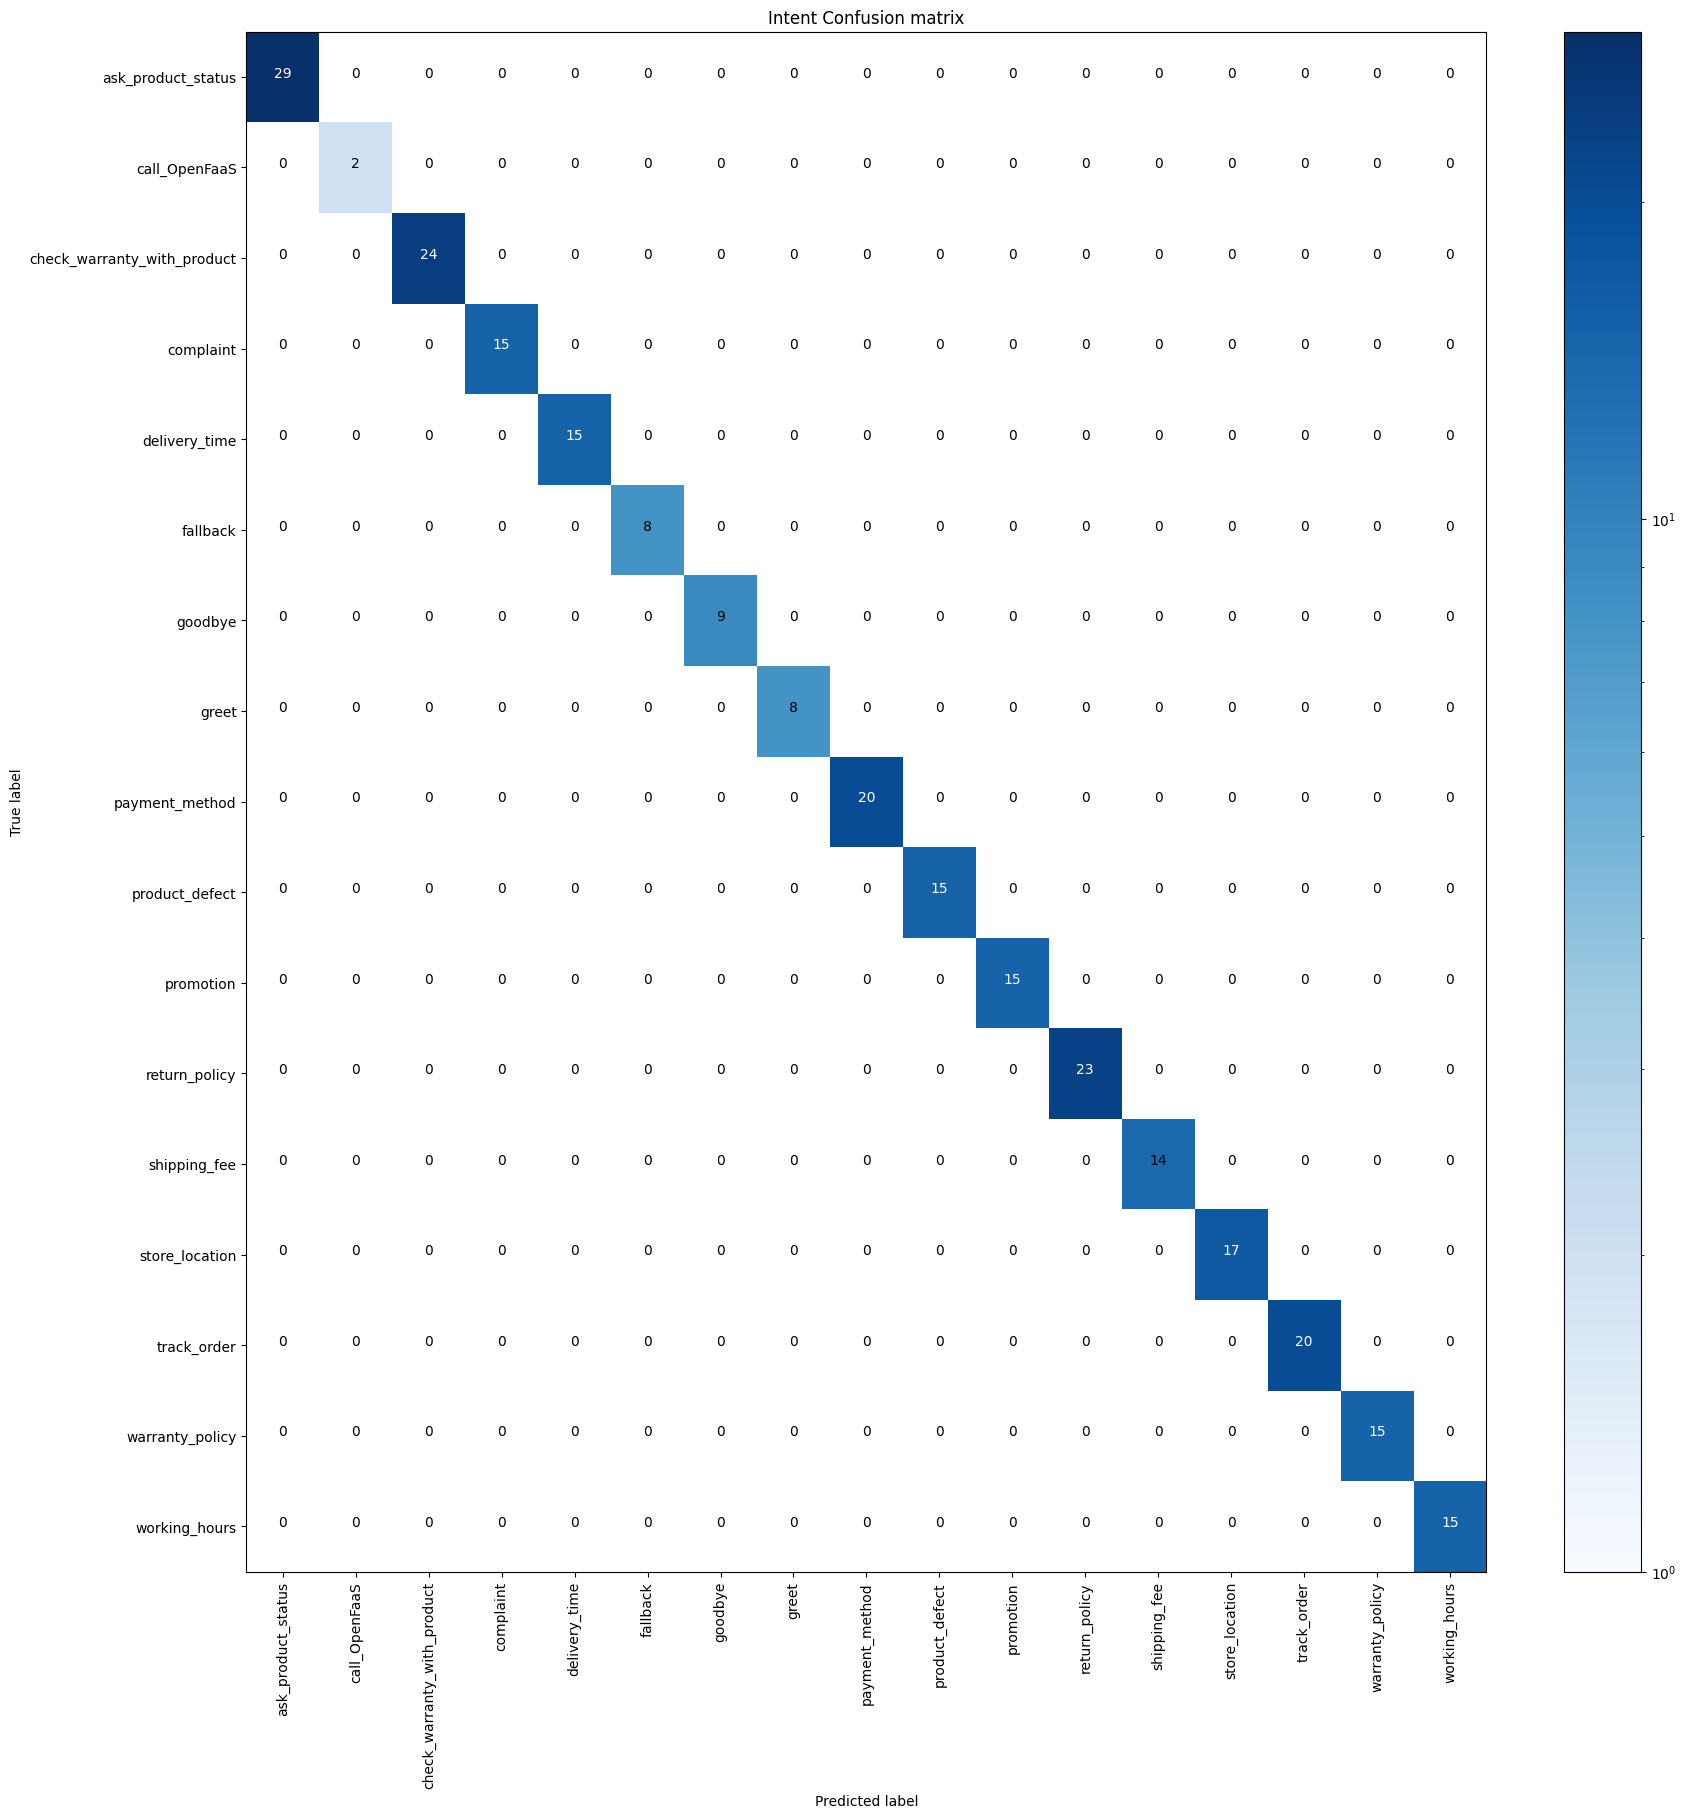 Intent Confusion matrix
ask_product_status 29 0 0 0 0 0 0 0 0 0 0 0 0 0 0 0 0
call_OpenFaaS 0 2 0 0 0 0 0 0 0 0 0 0 0 0 0 0 0
check_warranty_with_product 0 0 24 0 0 0 0 0 0 0 0 0 0 0 0 0 0
complaint 0 0 0 15 0 0 0 0 0 0 0 0 0 0 0 0 0
delivery_time 0 0 0 0 15 0 0 0 0 0 0 0 0 0 0 0 0
fallback 0 0 0 0 0 8 0 0 0 0 0 0 0 0 0 0 0
goodbye 0 0 0 0 0 0 9 0 0 0 0 0 0 0 0 0 0
greet 0 0 0 0 0 0 0 8 0 0 0 0 0 0 0 0 0
payment_method 0 0 0 0 0 0 0 0 20 0 0 0 0 0 0 0 0
product_defect 0 0 0 0 0 0 0 0 0 15 0 0 0 0 0 0 0
promotion 0 0 0 0 0 0 0 0 0 0 15 0 0 0 0 0 0
return_policy 0 0 0 0 0 0 0 0 0 0 0 23 0 0 0 0 0
shipping_fee 0 0 0 0 0 0 0 0 0 0 0 0 14 0 0 0 0
store_location 0 0 0 0 0 0 0 0 0 0 0 0 0 17 0 0 0
track_order 0 0 0 0 0 0 0 0 0 0 0 0 0 0 20 0 0
warranty_policy 0 0 0 0 0 0 0 0 0 0 0 0 0 0 0 15 0
working_hours 0 0 0 0 0 0 0 0 0 0 0 0 0 0 0 0 15
True label
ask_product_status
call_OpenFaaS
check_warranty_with_product
complaint
delivery_time
fallback
goodbye
greet
payment_method
product_defect
promotion
return_policy
shipping_fee
store_location
track_order
warranty_policy
working_hours
Predicted label
10¹
10⁰